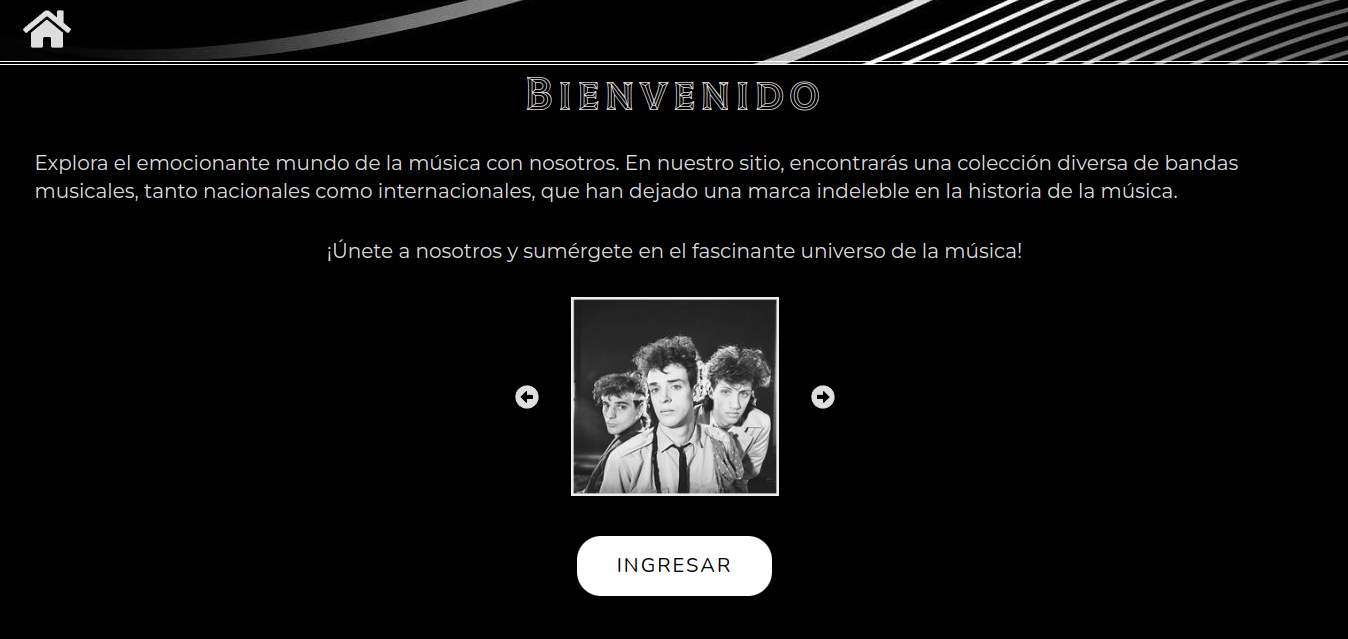 Bienvenido
Explora el emocionante mundo de la música con nosotros. En nuestro sitio, encontrarás una colección diversa de bandas
musicales, tanto nacionales como internacionales, que han dejado una marca indeleble en la historia de la música.
¡Únete a nosotros y sumérgete en el fascinante universo de la música!
INGRESAR